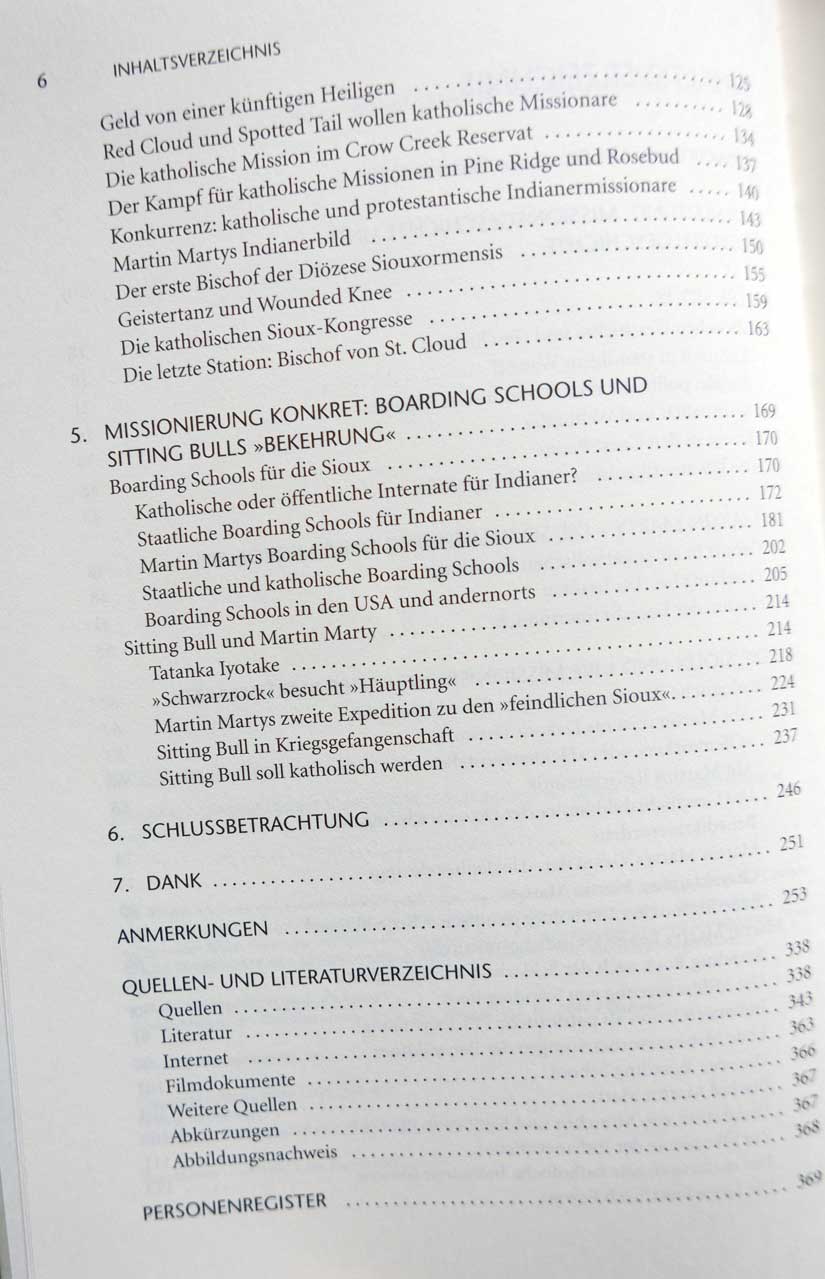 6 INHALTSVERZEICHNIS
Geld von einer künftigen Heiligen . . . . . . . . . . 125
Red Cloud und Spotted Tail wollen katholische Missionare . . . . . . . . . . 128
Die katholische Mission im Crow Creek Reservat . . . . . . . . . . 134
Der Kampf für katholische Missionen in Pine Ridge und Rosebud . . . . 137
Konkurrenz: katholische und protestantische Indianermissionare . . . . . 140
Martin Martys Indianerbild . . . . . . . . . . 143
Der erste Bischof der Diözese Siouxormensis . . . . . . . . . . 150
Geistertanz und Wounded Knee . . . . . . . . . . 155
Die katholischen Sioux-Kongresse . . . . . . . . . . 159
Die letzte Station: Bischof von St. Cloud . . . . . . . . . . 163
5. MISSIONIERUNG KONKRET: BOARDING SCHOOLS UND
SITTING BULLS »BEKEHRUNG« . . . . . . . . . . 169
Boarding Schools für die Sioux . . . . . . . . . . 170
Katholische oder öffentliche Internate für Indianer? . . . . . . . . . . 170
Staatliche Boarding Schools für Indianer . . . . . . . . . . 172
Martin Martys Boarding Schools für die Sioux . . . . . . . . . . 181
Staatliche und katholische Boarding Schools . . . . . . . . . . 202
Boarding Schools in den USA und andernorts . . . . . . . . . . 205
Sitting Bull und Martin Marty . . . . . . . . . . 214
Tatanka Iyotake . . . . . . . . . . 214
»Schwarzrock« besucht »Häuptling« . . . . . . . . . . 218
Martin Martys zweite Expedition zu den »feindlichen Sioux« . . . . . . . . 224
Sitting Bull in Kriegsgefangenschaft . . . . . . . . . . 231
Sitting Bull soll katholisch werden . . . . . . . . . . 237
6. SCHLUSSBETRACHTUNG . . . . . . . . . . 246
7. DANK . . . . . . . . . . 251
ANMERKUNGEN . . . . . . . . . . 253
QUELLEN- UND LITERATURVERZEICHNIS . . . . . . . . . . 338
Quellen . . . . . . . . . . 338
Literatur . . . . . . . . . . 343
Internet . . . . . . . . . . 363
Filmdokumente . . . . . . . . . . 366
Weitere Quellen . . . . . . . . . . 367
Abkürzungen . . . . . . . . . . 367
Abbildungsnachweis . . . . . . . . . . 368
PERSONENREGISTER . . . . . . . . . . 369